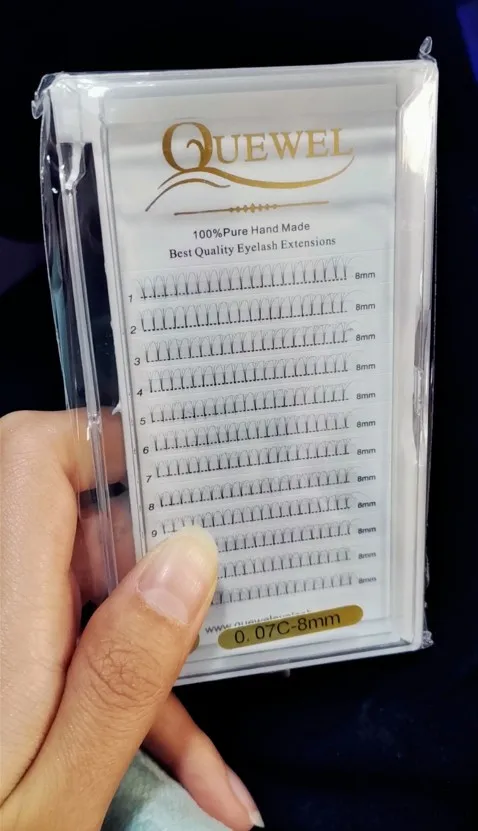 QUEWEL
100%Pure Hand Made
Best Quality Eyelash Extensions
1 8mm
2 8mm
3 8mm
4 8mm
5 8mm
6 8mm
7 8mm
8 8mm
9 8mm
8mm
8mm
8mm
0.07C-8mm